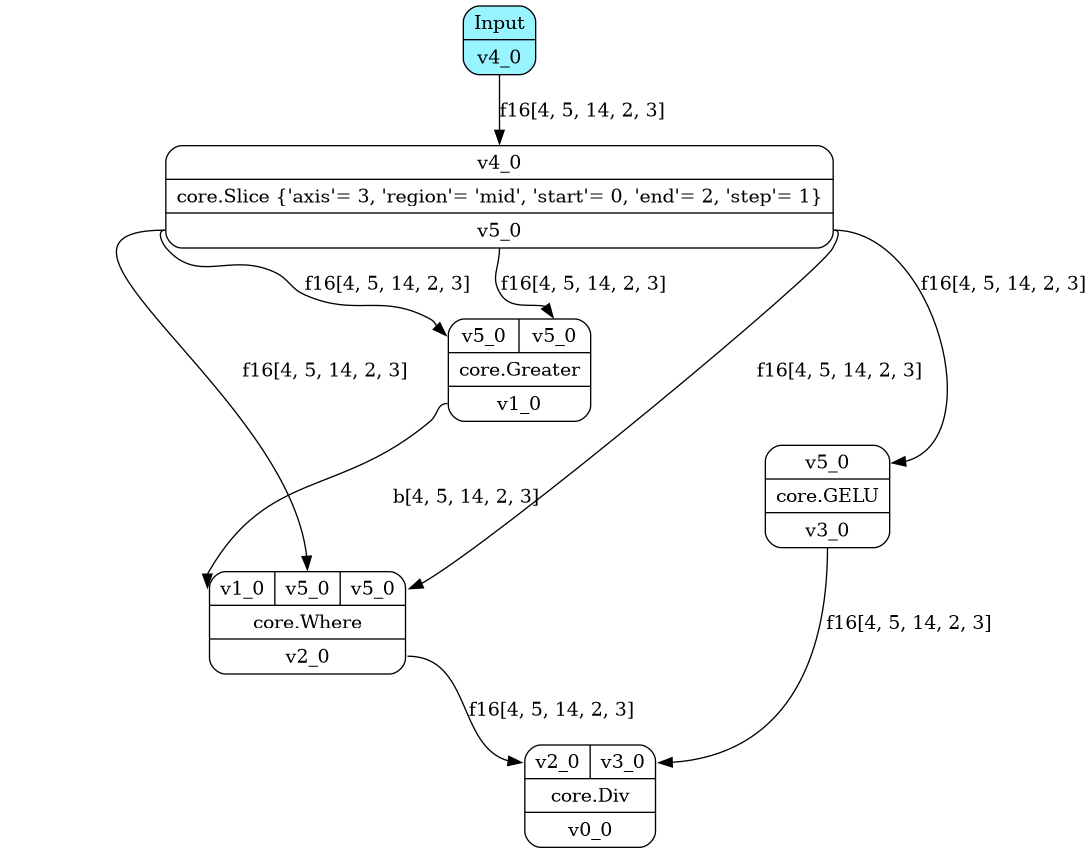 Input
v4_0
f16[4, 5, 14, 2, 3]
v4_0
core.Slice {'axis'= 3, 'region'= 'mid', 'start'= 0, 'end'= 2, 'step'= 1}
v5_0
f16[4, 5, 14, 2, 3]
f16[4, 5, 14, 2, 3]
f16[4, 5, 14, 2, 3]
v5_0 v5_0
core.Greater
v1_0
f16[4, 5, 14, 2, 3]
f16[4, 5, 14, 2, 3]
v5_0
core.GELU
v3_0
b[4, 5, 14, 2, 3]
v1_0 v5_0 v5_0
core.Where
v2_0
f16[4, 5, 14, 2, 3]
f16[4, 5, 14, 2, 3]
v2_0 v3_0
core.Div
v0_0